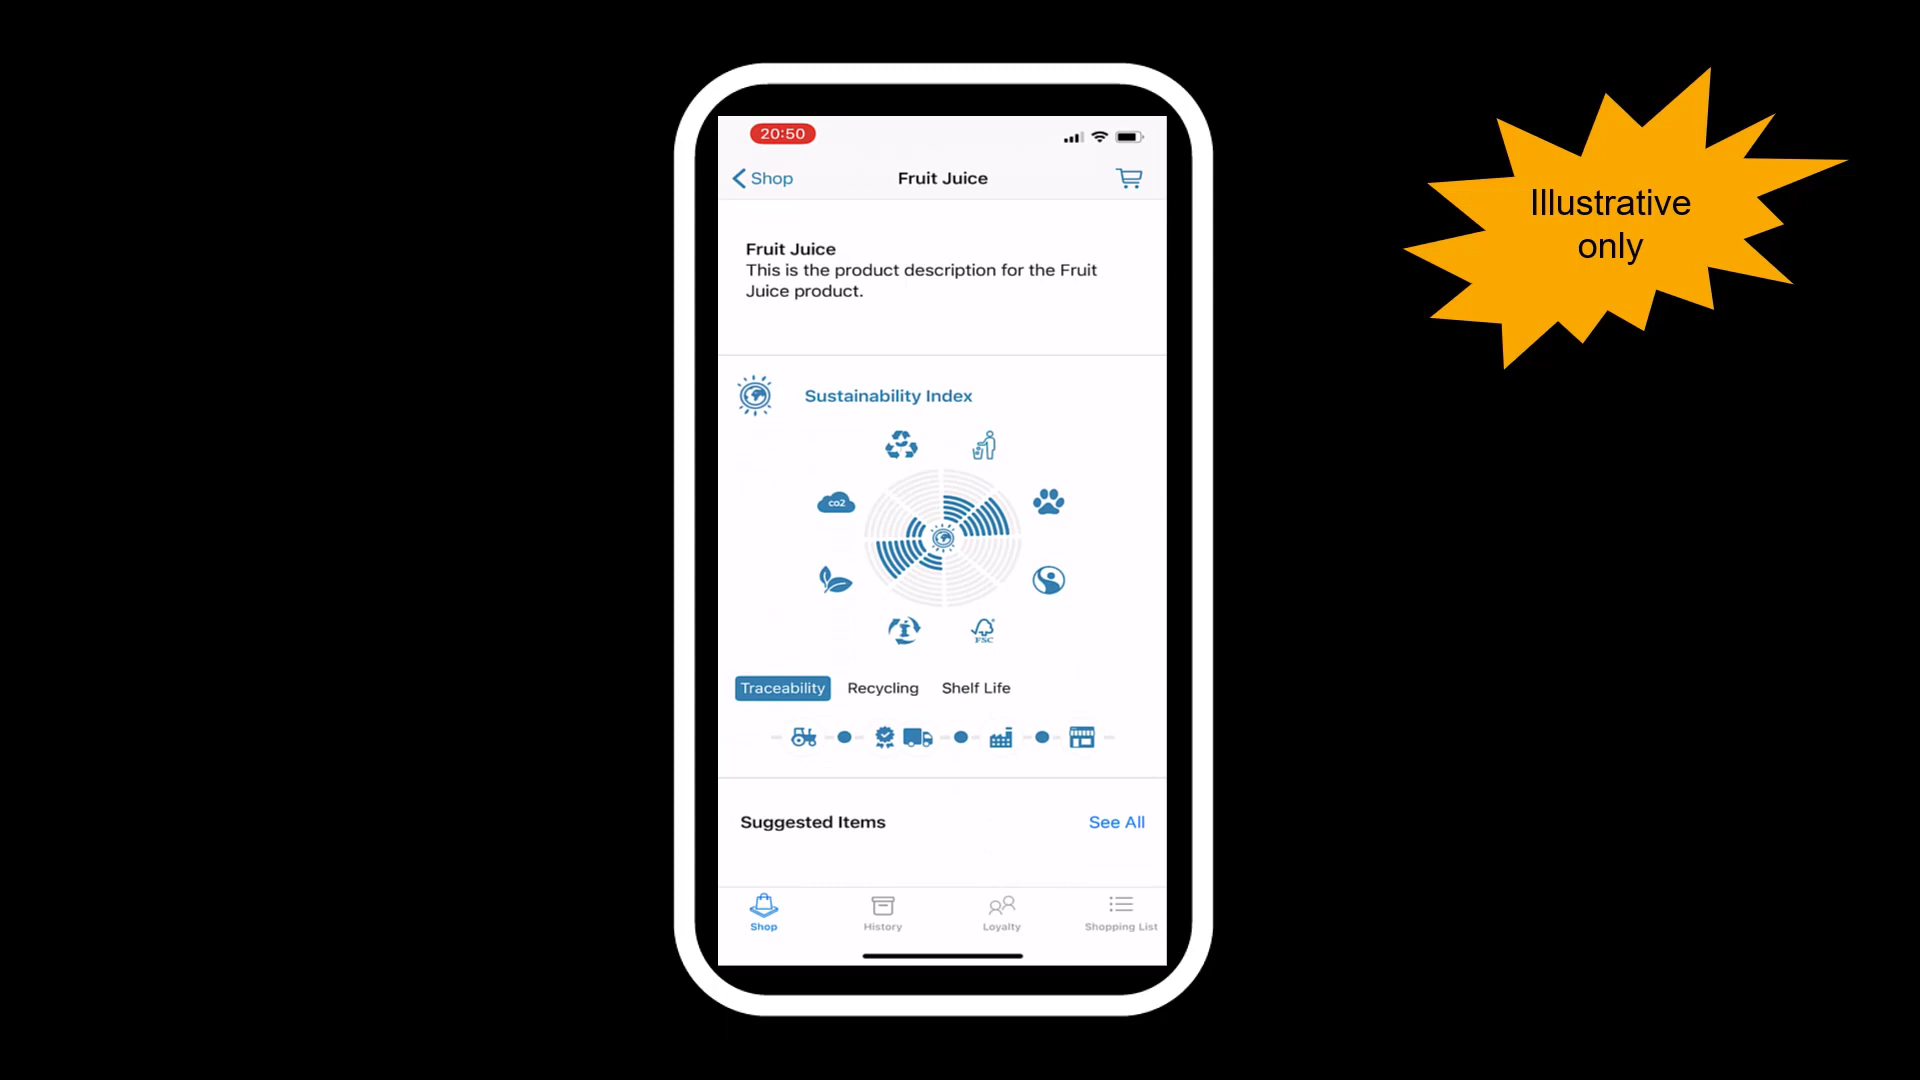 20:50
Shop
Fruit Juice
Illustrative
only
Fruit Juice
This is the product description for the Fruit
Juice product.
Sustainability Index
co2
FSC
Traceability
Recycling
Shelf Life
Suggested Items
See All
Shop
History
Loyalty
Shopping List